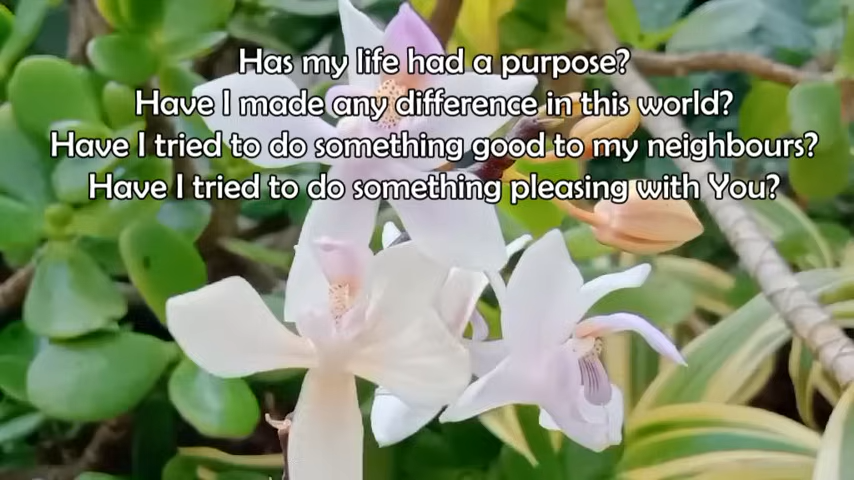 Has my life had a purpose?
Have I made any difference in this world?
Have I tried to do something good to my neighbours?
Have I tried to do something pleasing with You?